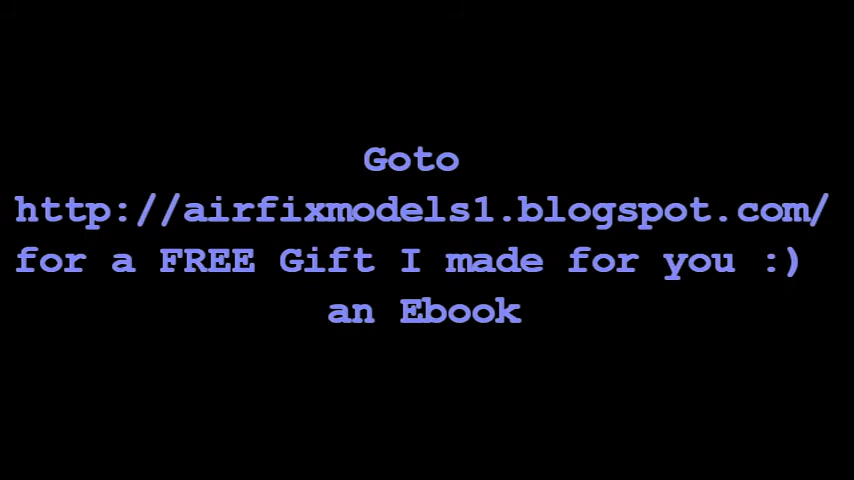 Goto
http://airfixmodels1.blogspot.com/
for a FREE Gift I made for you :)
an Ebook